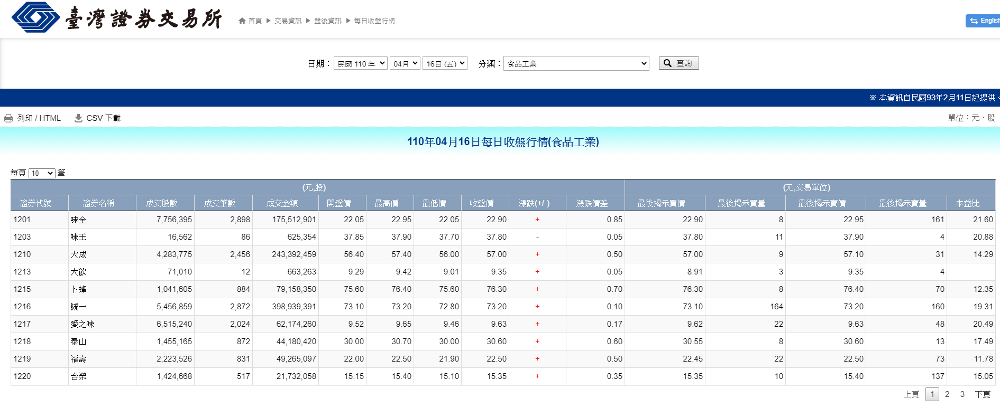 臺灣證券交易所 首頁 ▶ 交易資訊 ▶ 盤後資訊 ▶ 每日收盤行情 English
日期： 民國 110 年 04月 16日 (五) 分類： 食品工業 查詢
※ 本資訊自民國93年2月11日起提供。
列印 / HTML CSV 下載 單位：元、股
110年04月16日每日收盤行情(食品工業)
每頁 10 筆
(元,股) (元,交易單位)
證券代號 證券名稱 成交股數 成交筆數 成交金額 開盤價 最高價 最低價 收盤價 漲跌(+/-) 漲跌價差 最後揭示買價 最後揭示買量 最後揭示賣價 最後揭示賣量 本益比
1201 味全 7,756,395 2,898 175,512,901 22.05 22.95 22.05 22.90 + 0.85 22.90 8 22.95 161 21.60
1203 味王 16,562 86 625,354 37.85 37.90 37.70 37.80 - 0.05 37.80 11 37.90 4 20.88
1210 大成 4,283,775 2,456 243,392,459 56.40 57.40 56.00 57.00 + 0.50 57.00 9 57.10 31 14.29
1213 大飲 71,010 12 663,263 9.29 9.42 9.01 9.35 + 0.05 8.91 3 9.35 4
1215 卜蜂 1,041,605 884 79,158,350 75.60 76.40 75.60 76.30 + 0.70 76.30 8 76.40 70 12.35
1216 統一 5,456,859 2,872 398,939,391 73.10 73.20 72.80 73.20 + 0.10 73.10 164 73.20 160 19.31
1217 愛之味 6,515,240 2,024 62,174,260 9.52 9.65 9.46 9.63 + 0.17 9.62 22 9.63 48 20.49
1218 泰山 1,455,165 872 44,180,420 30.00 30.70 30.00 30.60 + 0.60 30.55 8 30.60 13 17.49
1219 福壽 2,223,526 831 49,265,097 22.00 22.50 21.90 22.50 + 0.50 22.45 22 22.50 73 11.78
1220 台榮 1,424,668 517 21,732,058 15.15 15.40 15.10 15.35 + 0.35 15.35 10 15.40 137 15.05
上頁 1 2 3 下頁